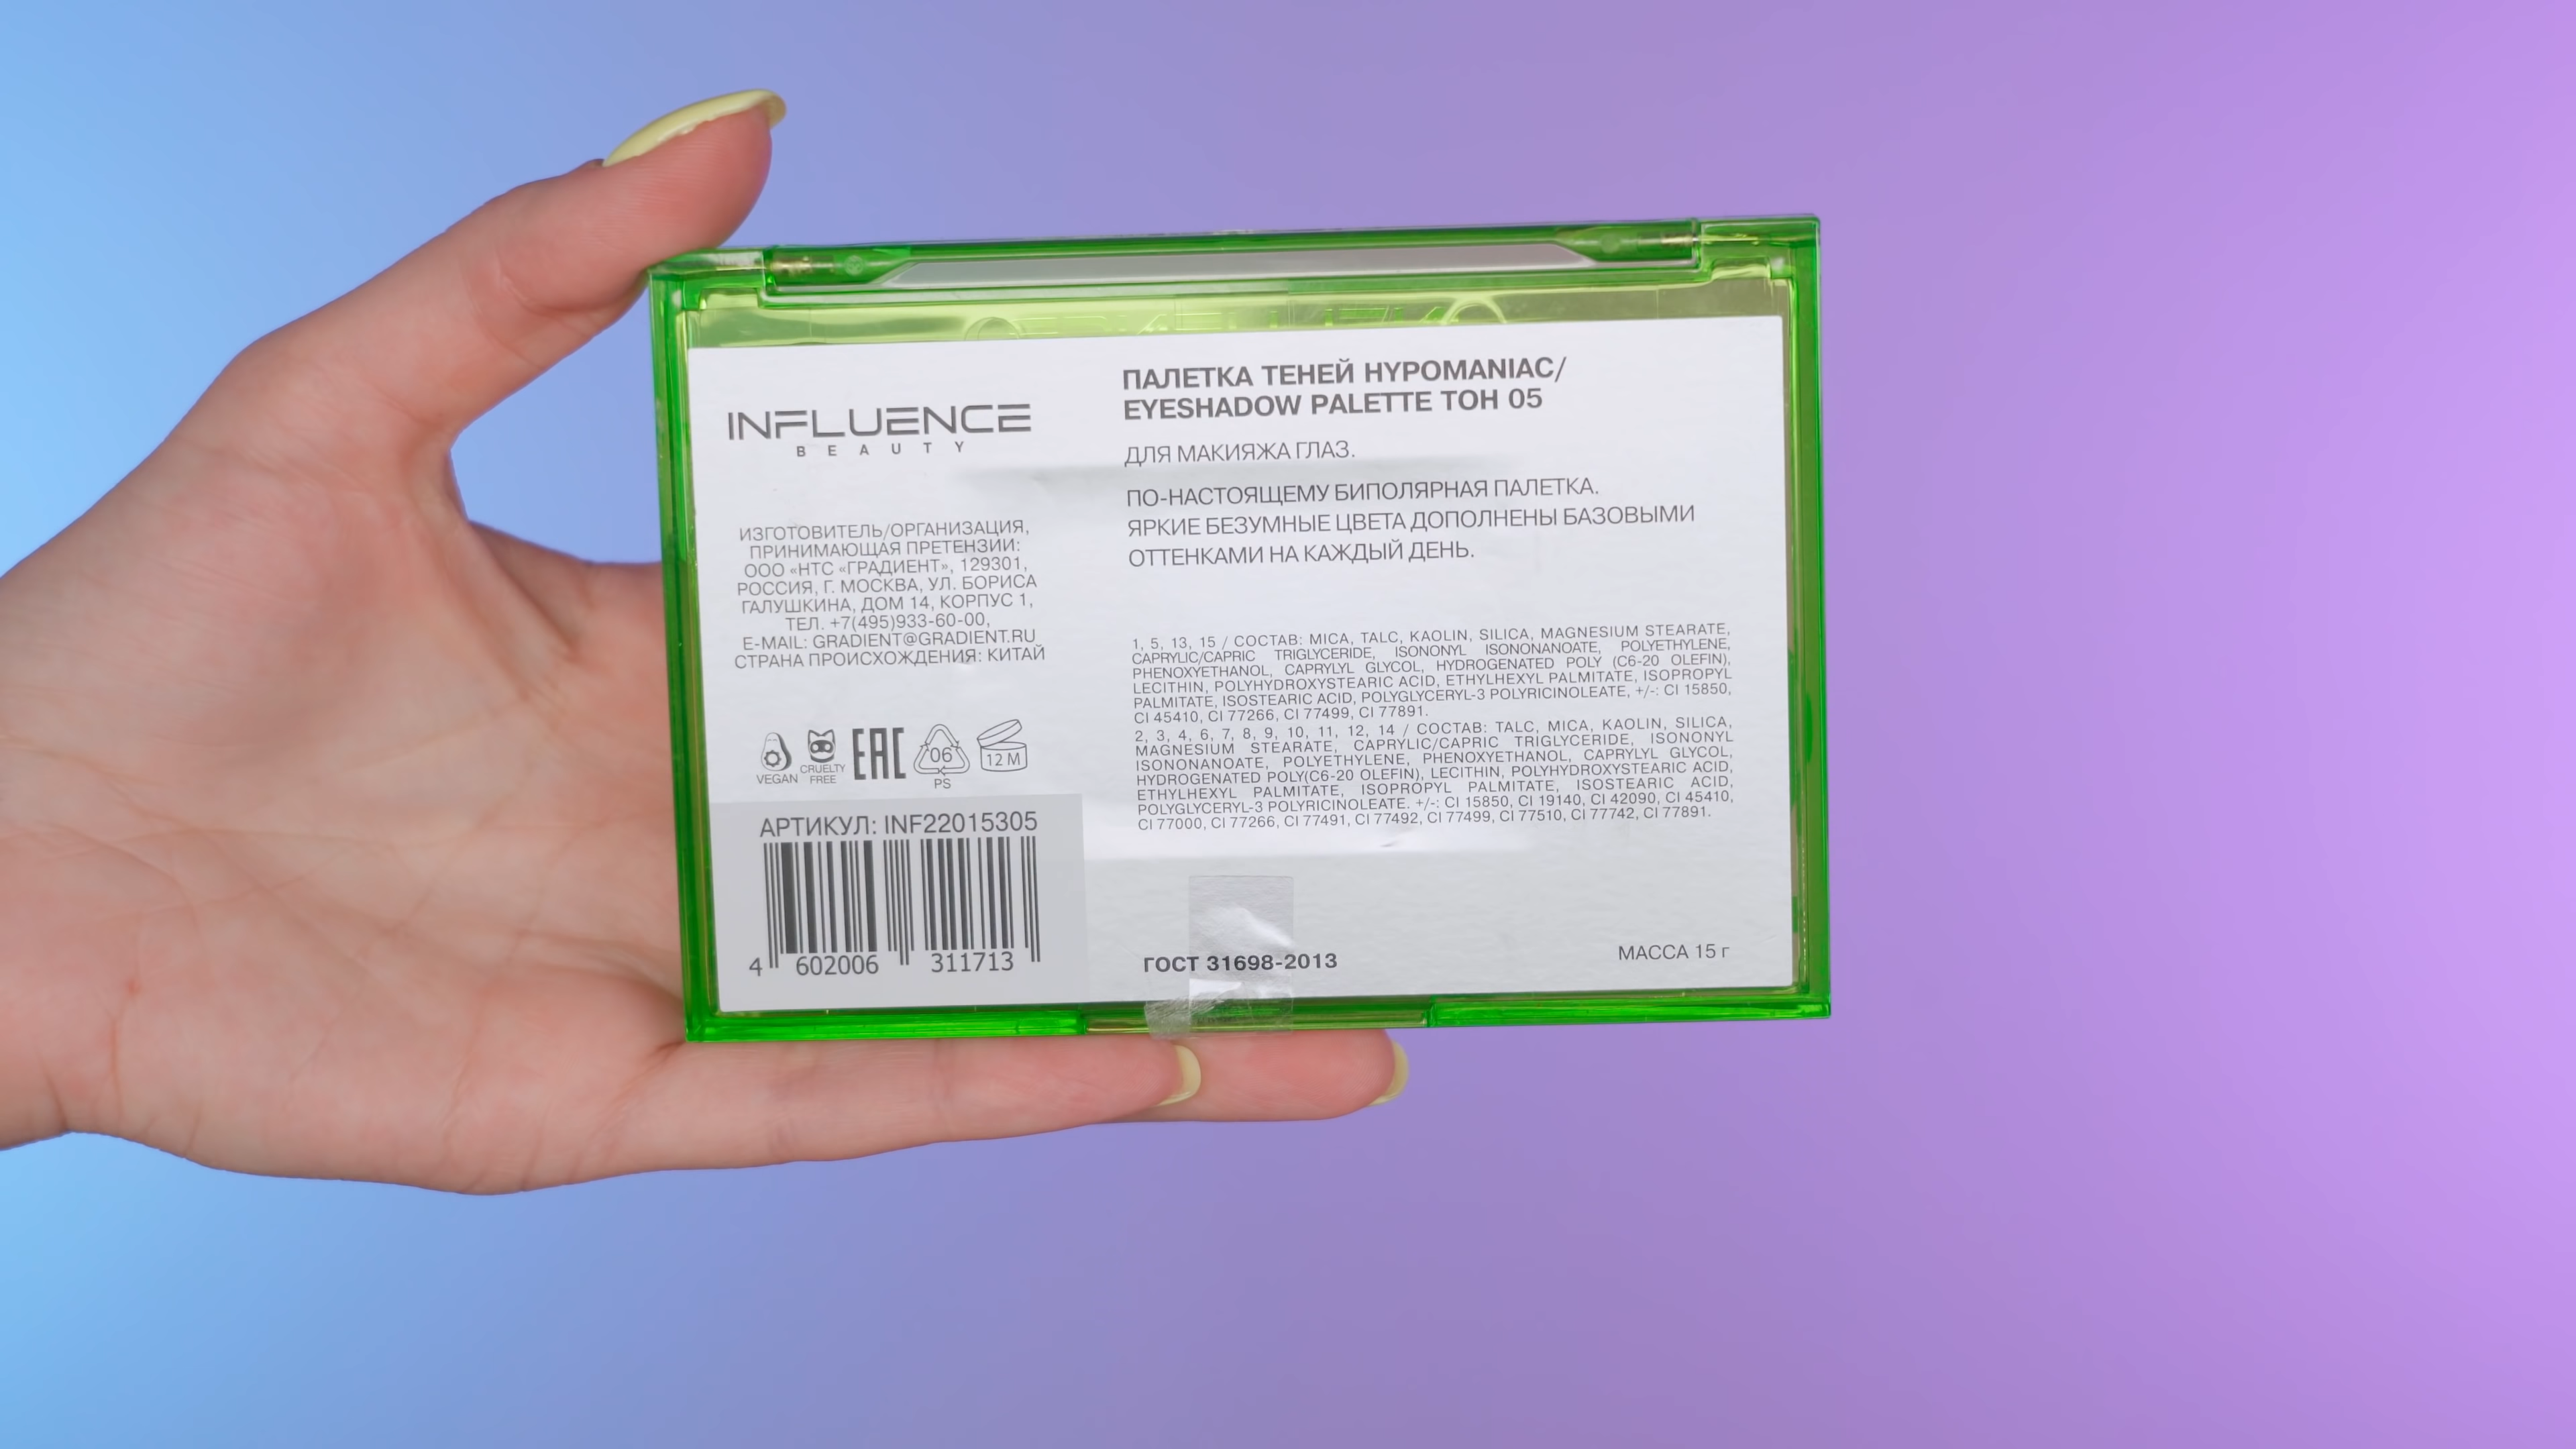 INFLUENCE
BEAUTY
ИЗГОТОВИТЕЛЬ/ОРГАНИЗАЦИЯ,
ПРИНИМАЮЩАЯ ПРЕТЕНЗИИ:
ООО «НТС «ГРАДИЕНТ», 129301,
РОССИЯ, Г. МОСКВА, УЛ. БОРИСА
ГАЛУШКИНА, ДОМ 14, КОРПУС 1,
ТЕЛ. +7(495)933-60-00,
E-MAIL: GRADIENT@GRADIENT.RU
СТРАНА ПРОИСХОЖДЕНИЯ: КИТАЙ
VEGAN
CRUELTY
FREE
EAC
06
PS
12 M
АРТИКУЛ: INF22015305
4 602006 311713
ПАЛЕТКА ТЕНЕЙ HYPOMANIAC/
EYESHADOW PALETTE ТОН 05
ДЛЯ МАКИЯЖА ГЛАЗ.
ПО-НАСТОЯЩЕМУ БИПОЛЯРНАЯ ПАЛЕТКА.
ЯРКИЕ БЕЗУМНЫЕ ЦВЕТА ДОПОЛНЕНЫ БАЗОВЫМИ
ОТТЕНКАМИ НА КАЖДЫЙ ДЕНЬ.
1, 5, 13, 15 / СОСТАВ: MICA, TALC, KAOLIN, SILICA, MAGNESIUM STEARATE,
CAPRYLIC/CAPRIC TRIGLYCERIDE, ISONONYL ISONONANOATE, POLYETHYLENE,
PHENOXYETHANOL, CAPRYLYL GLYCOL, HYDROGENATED POLY (C6-20 OLEFIN),
LECITHIN, POLYHYDROXYSTEARIC ACID, ETHYLHEXYL PALMITATE, ISOPROPYL
PALMITATE, ISOSTEARIC ACID, POLYGLYCERYL-3 POLYRICINOLEATE, +/-: CI 15850,
CI 45410, CI 77266, CI 77499, CI 77891.
2, 3, 4, 6, 7, 8, 9, 10, 11, 12, 14 / СОСТАВ: TALC, MICA, KAOLIN, SILICA,
MAGNESIUM STEARATE, CAPRYLIC/CAPRIC TRIGLYCERIDE, ISONONYL
ISONONANOATE, POLYETHYLENE, PHENOXYETHANOL, CAPRYLYL GLYCOL,
HYDROGENATED POLY(C6-20 OLEFIN), LECITHIN, POLYHYDROXYSTEARIC ACID,
ETHYLHEXYL PALMITATE, ISOPROPYL PALMITATE, ISOSTEARIC ACID,
POLYGLYCERYL-3 POLYRICINOLEATE. +/-: CI 15850, CI 19140, CI 42090, CI 45410,
CI 77000, CI 77266, CI 77491, CI 77492, CI 77499, CI 77510, CI 77742, CI 77891.
ГОСТ 31698-2013
МАССА 15 г